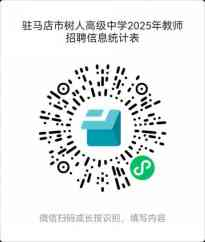 驻马店市树人高级中学2025年教师
招聘信息统计表
微信扫码或长按识别，填写内容